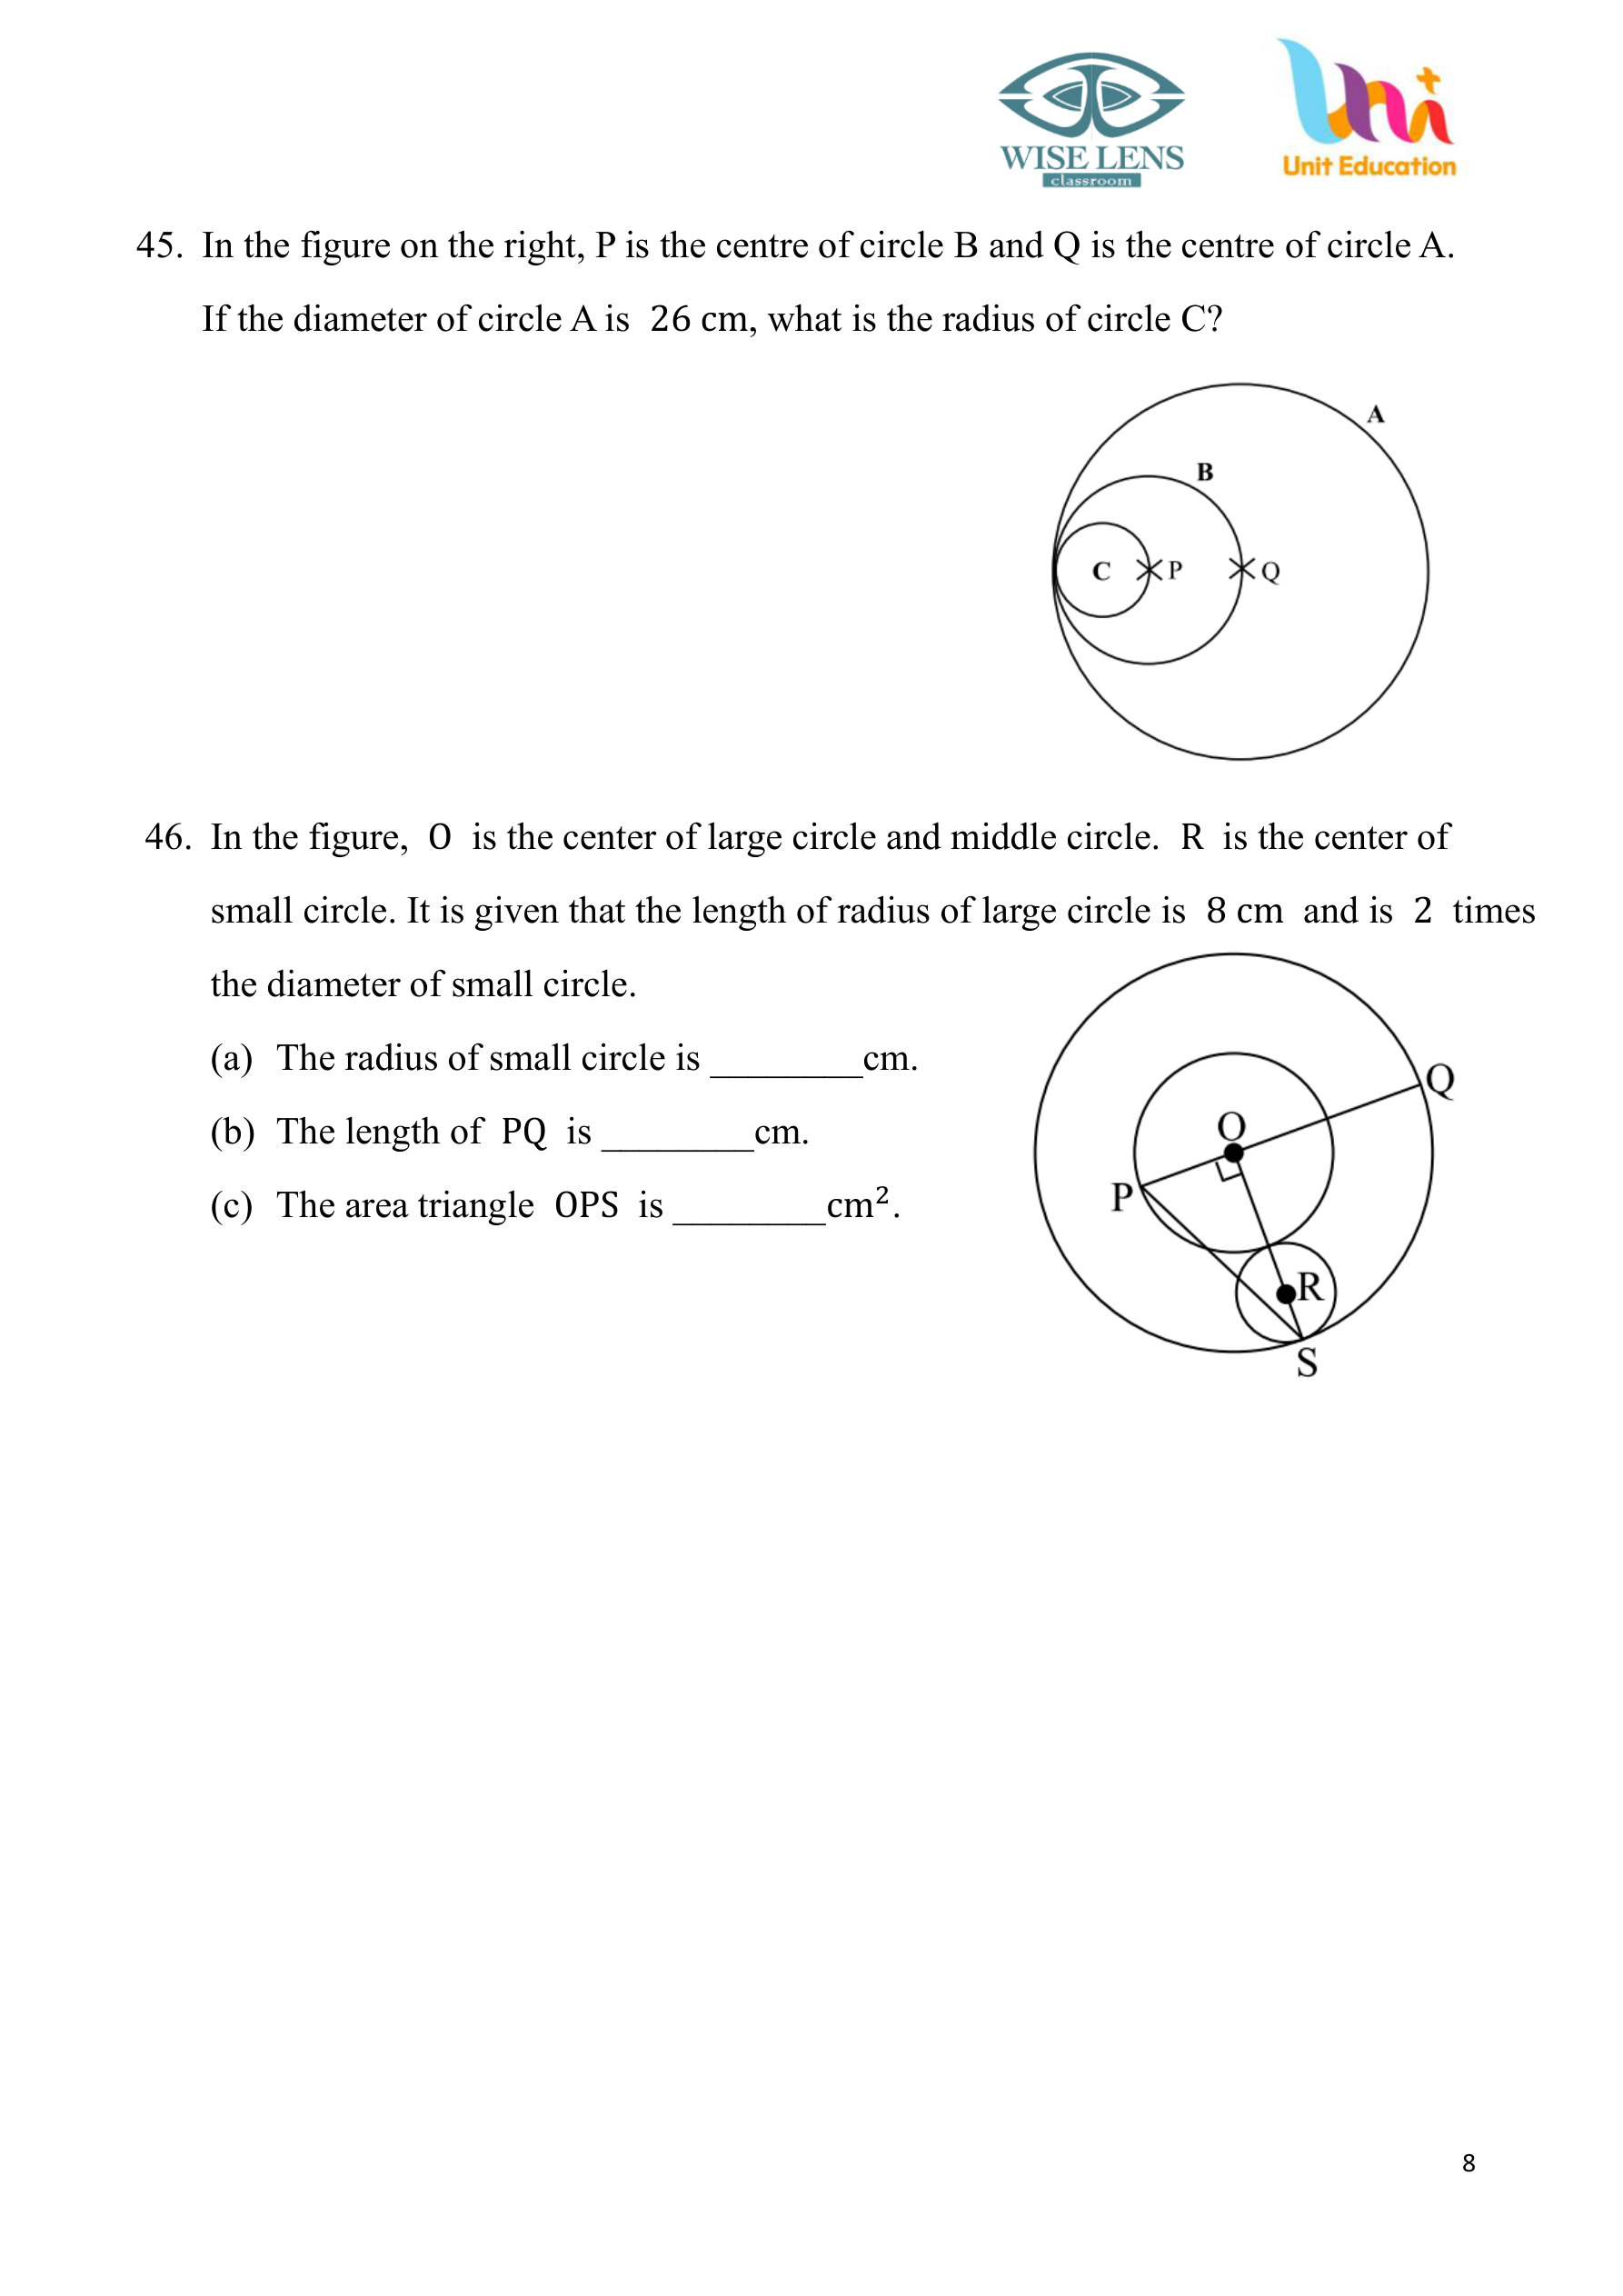 WISE LENS
classroom
Unit Education
45. In the figure on the right, P is the centre of circle B and Q is the centre of circle A.
If the diameter of circle A is 26 cm, what is the radius of circle C?
A
B
C P Q
46. In the figure, O is the center of large circle and middle circle. R is the center of
small circle. It is given that the length of radius of large circle is 8 cm and is 2 times
the diameter of small circle.
(a) The radius of small circle is ________cm.
(b) The length of PQ is ________cm.
(c) The area triangle OPS is ________cm².
Q
O
P
R
S
8